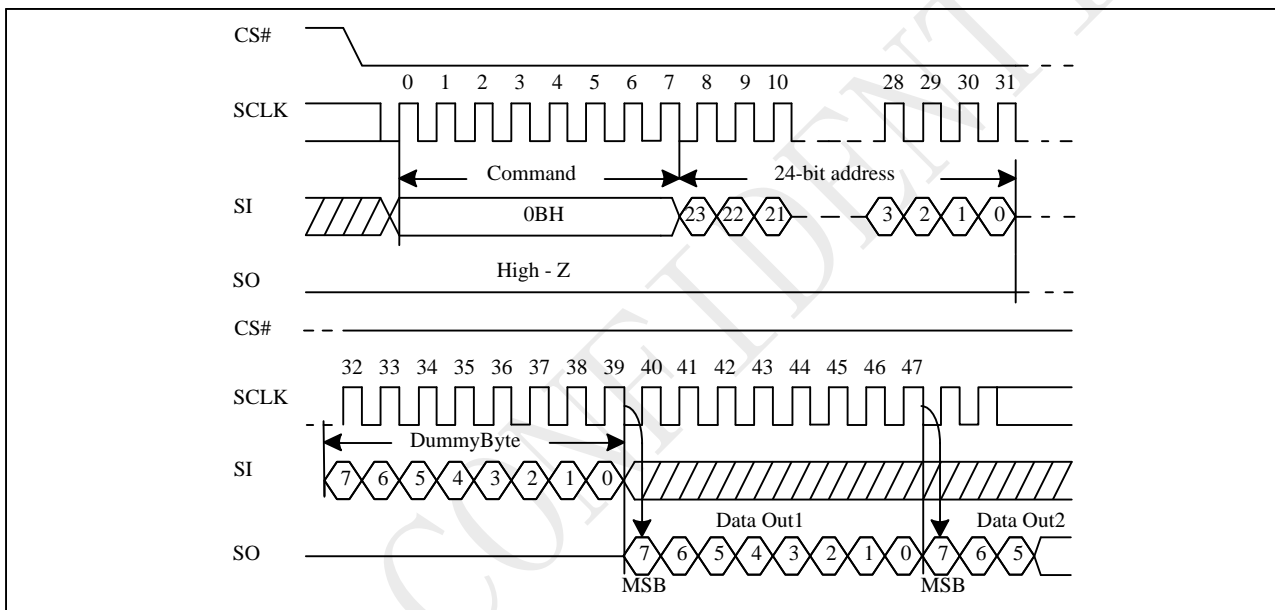 CS#
0 1 2 3 4 5 6 7 8 9 10 28 29 30 31
SCLK
Command 24-bit address
SI 0BH 23 22 21 3 2 1 0
High - Z
SO
CS#
32 33 34 35 36 37 38 39 40 41 42 43 44 45 46 47
SCLK
DummyByte
SI 7 6 5 4 3 2 1 0
Data Out1 Data Out2
SO 7 6 5 4 3 2 1 0 7 6 5
MSB MSB
CONFIDENT